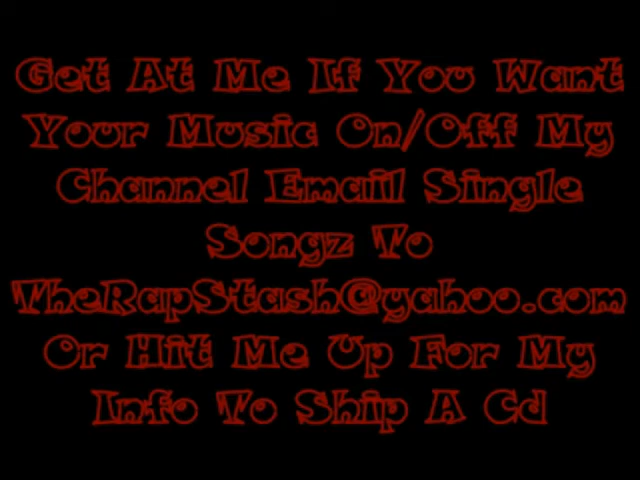 Get At Me If You Want
Your Music On/Off My
Channel Email Single
Songz To
TheRapStash@yahoo.com
Or Hit Me Up For My
Info To Ship A Cd